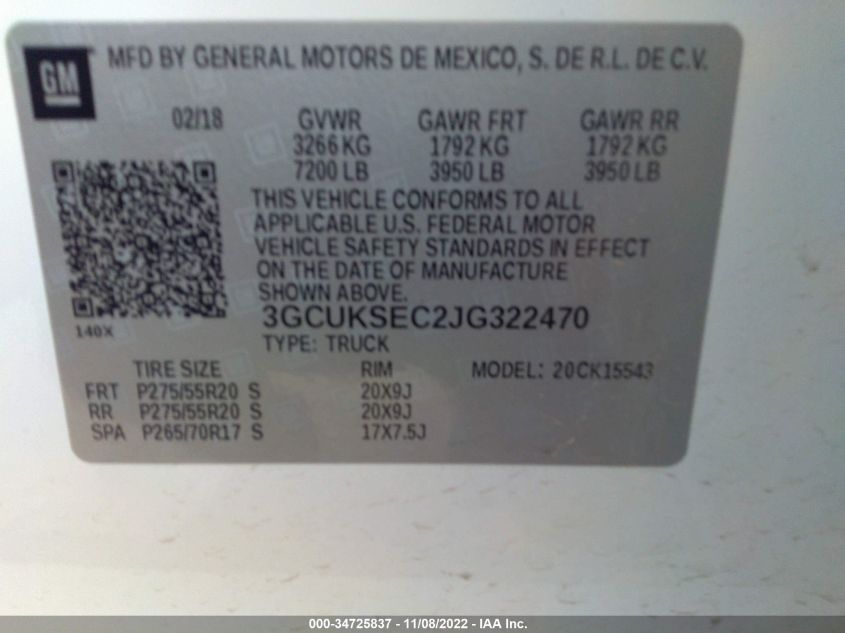 GM MFD BY GENERAL MOTORS DE MEXICO, S. DE R.L. DE C.V.
02/18 GVWR GAWR FRT GAWR RR
3266 KG 1792 KG 1792 KG
7200 LB 3950 LB 3950 LB
THIS VEHICLE CONFORMS TO ALL
APPLICABLE U.S. FEDERAL MOTOR
VEHICLE SAFETY STANDARDS IN EFFECT
ON THE DATE OF MANUFACTURE
SHOWN ABOVE.
3GCUKSEC2JG322470
140X
TYPE: TRUCK
TIRE SIZE RIM MODEL: 20CK15543
FRT P275/55R20 S 20X9J
RR P275/55R20 S 20X9J
SPA P265/70R17 S 17X7.5J
000-34725837 - 11/08/2022 - IAA Inc.